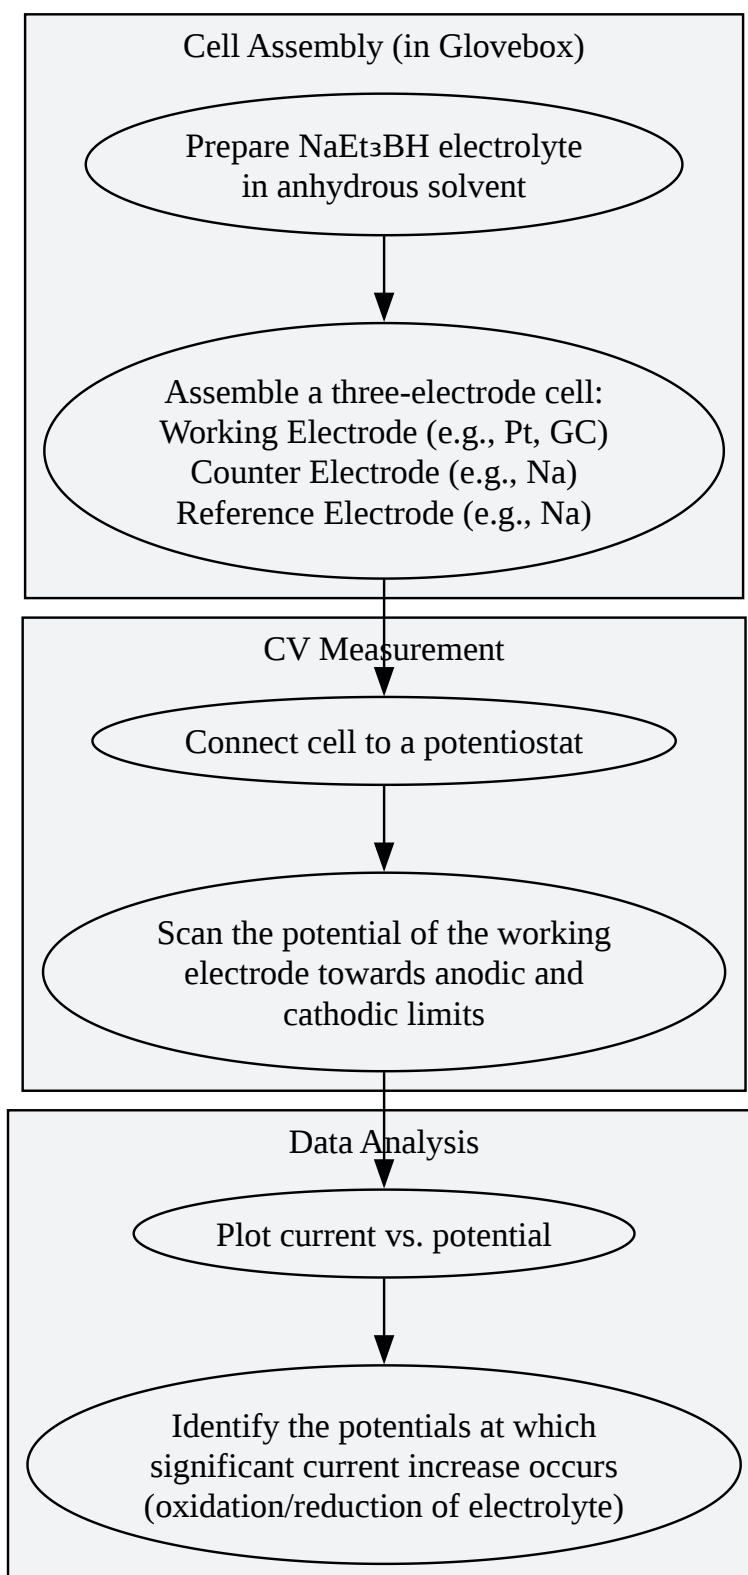 Cell Assembly (in Glovebox)
Prepare NaEt₃BH electrolyte
in anhydrous solvent
Assemble a three-electrode cell:
Working Electrode (e.g., Pt, GC)
Counter Electrode (e.g., Na)
Reference Electrode (e.g., Na)
CV Measurement
Connect cell to a potentiostat
Scan the potential of the working
electrode towards anodic and
cathodic limits
Data Analysis
Plot current vs. potential
Identify the potentials at which
significant current increase occurs
(oxidation/reduction of electrolyte)